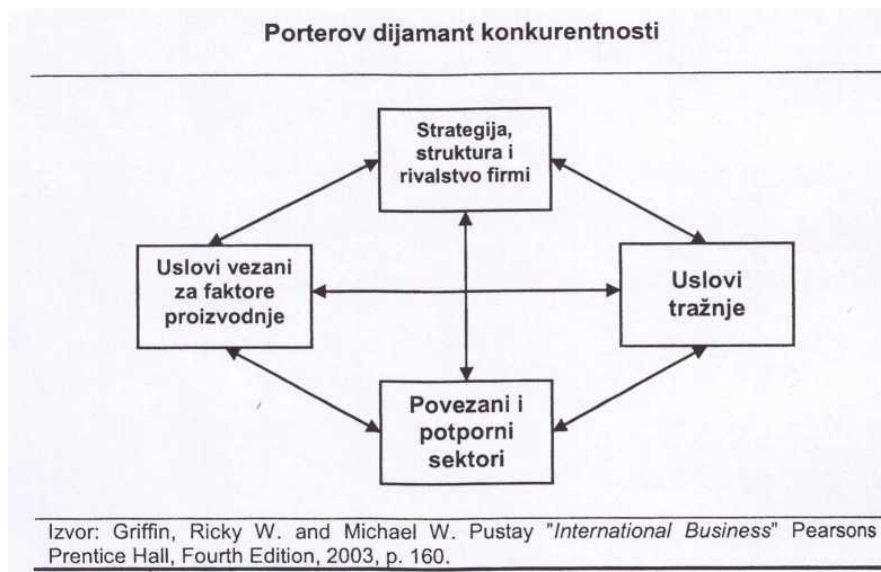 Porterov dijamant konkurentnosti
Strategija,
struktura i
rivalstvo firmi
Uslovi vezani
za faktore
proizvodnje
Uslovi
tražnje
Povezani i
potporni
sektori
Izvor: Griffin, Ricky W. and Michael W. Pustay "International Business" Pearsons
Prentice Hall, Fourth Edition, 2003, p. 160.